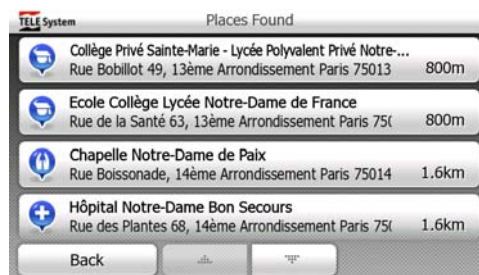 TELE System
Places Found
Collège Privé Sainte-Marie - Lycée Polyvalent Privé Notre-...
Rue Bobillot 49, 13ème Arrondissement Paris 75013
800m
Ecole Collège Lycée Notre-Dame de France
Rue de la Santé 63, 13ème Arrondissement Paris 750
800m
Chapelle Notre-Dame de Paix
Rue Boissonade, 14ème Arrondissement Paris 75014
1.6km
Hôpital Notre-Dame Bon Secours
Rue des Plantes 68, 14ème Arrondissement Paris 750
1.6km
Back